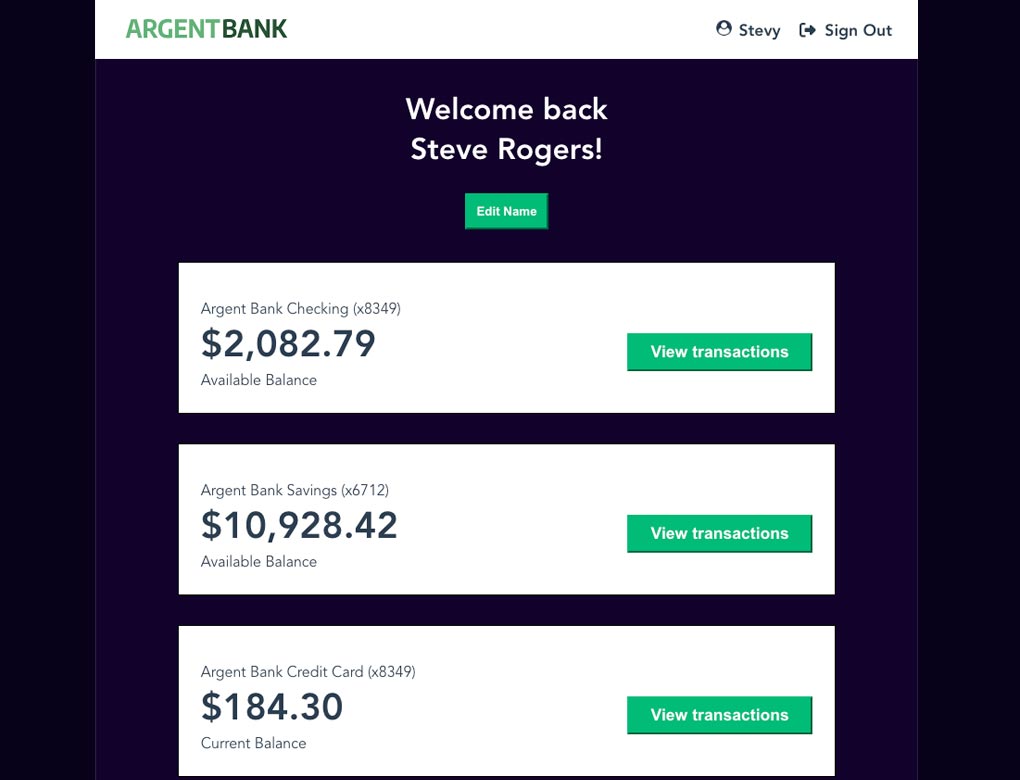 ARGENTBANK
Stevy Sign Out
Welcome back
Steve Rogers!
Edit Name
Argent Bank Checking (x8349)
$2,082.79
Available Balance
View transactions
Argent Bank Savings (x6712)
$10,928.42
Available Balance
View transactions
Argent Bank Credit Card (x8349)
$184.30
Current Balance
View transactions